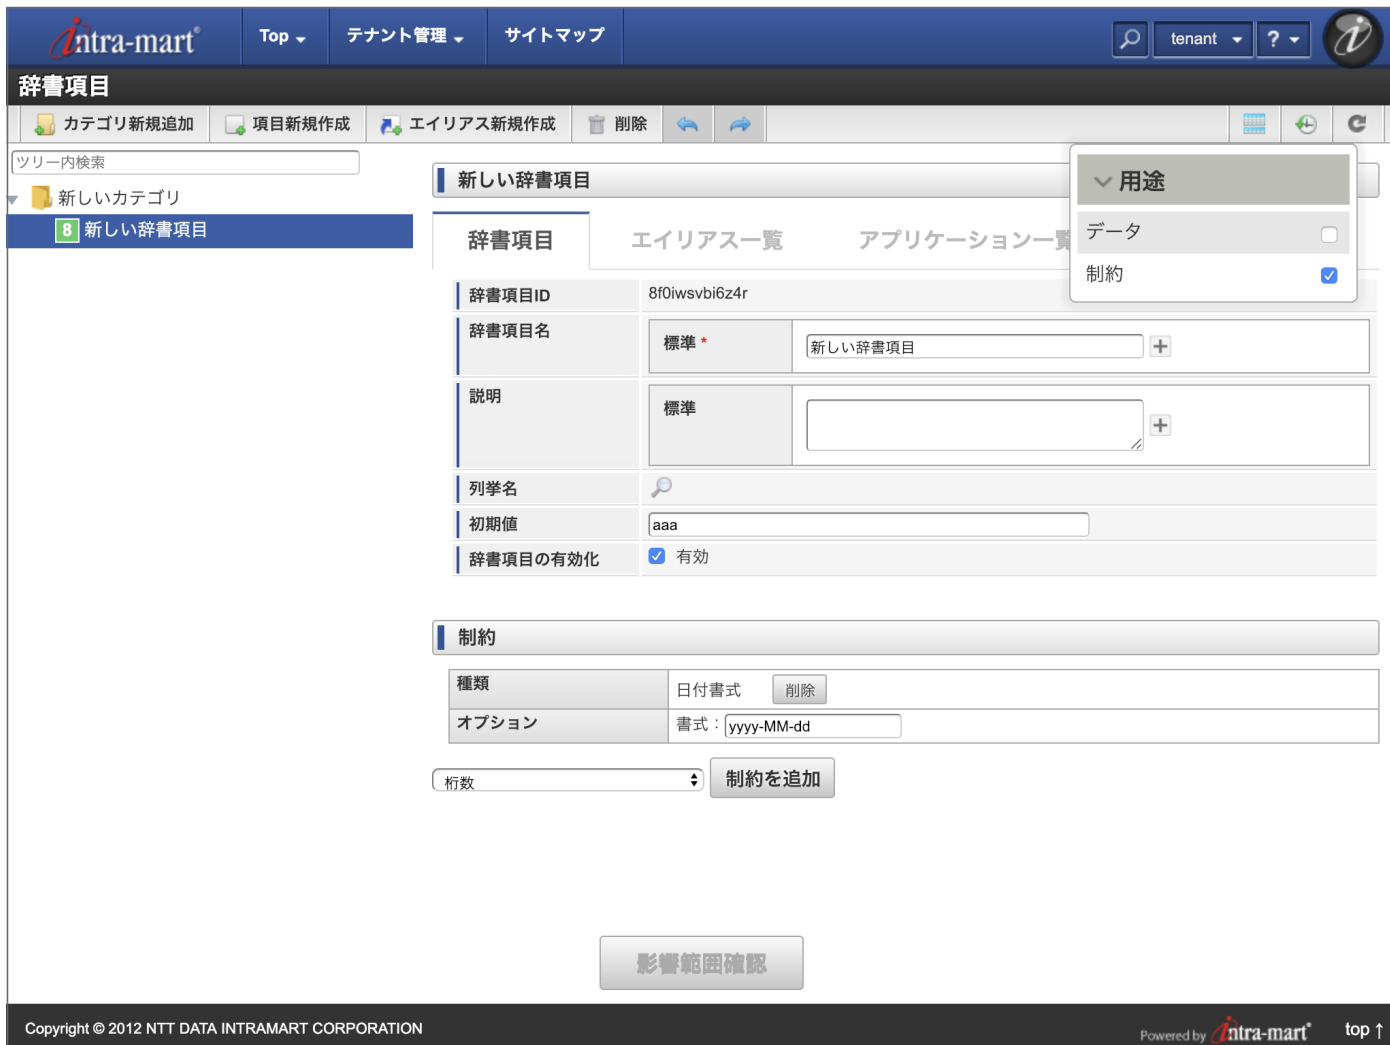 intra-mart®
Top
テナント管理
サイトマップ
tenant
?
辞書項目
カテゴリ新規追加
項目新規作成
エイリアス新規作成
削除
ツリー内検索
新しいカテゴリ
8 新しい辞書項目
新しい辞書項目
用途
データ
制約
辞書項目
エイリアス一覧
アプリケーション一覧
辞書項目ID
8f0iwsvbi6z4r
辞書項目名
標準 *
新しい辞書項目
説明
標準
列挙名
初期値
aaa
辞書項目の有効化
有効
制約
種類
日付書式
削除
オプション
書式：yyyy-MM-dd
桁数
制約を追加
影響範囲確認
Copyright © 2012 NTT DATA INTRAMART CORPORATION
Powered by intra-mart®
top ↑